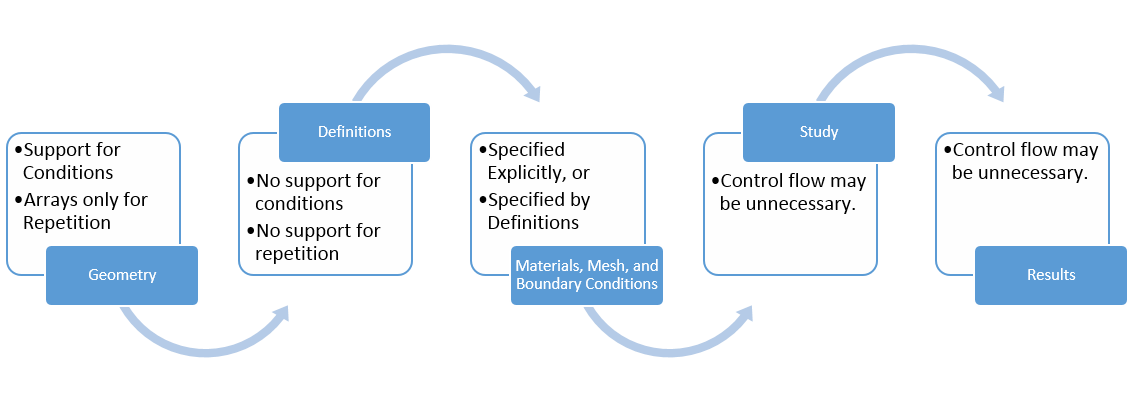 •Support for
Conditions
•Arrays only for
Repetition
Geometry
Definitions
•No support for
conditions
•No support for
repetition
•Specified
Explicitly, or
•Specified by
Definitions
Materials, Mesh, and
Boundary Conditions
Study
•Control flow may
be unnecessary.
•Control flow may
be unnecessary.
Results